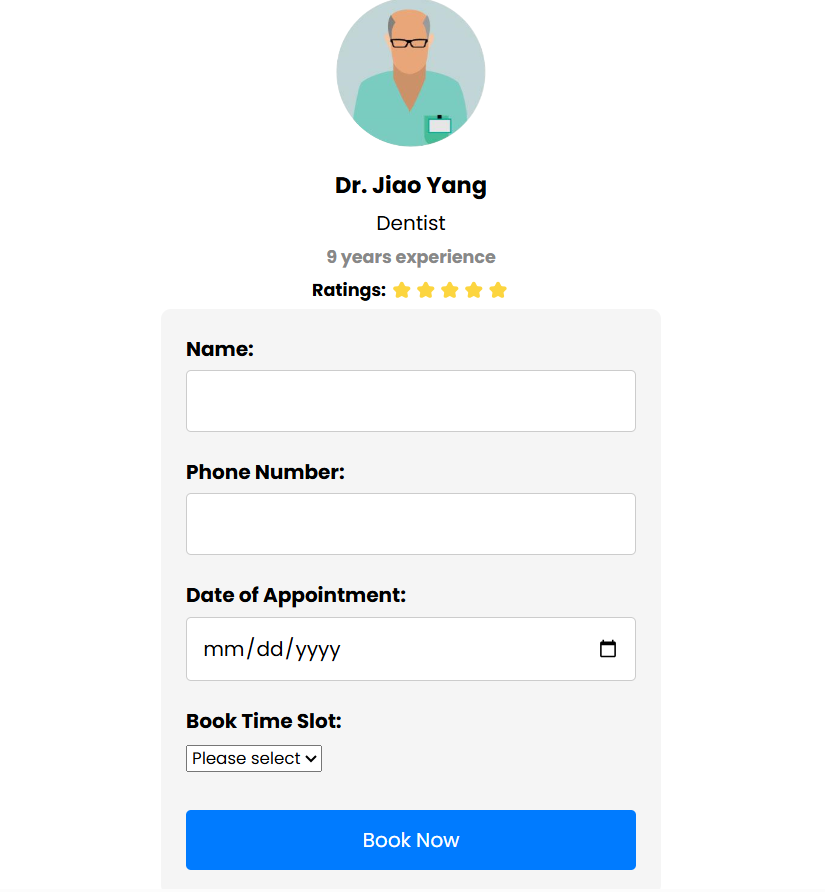 Dr. Jiao Yang
Dentist
9 years experience
Ratings:
Name:
Phone Number:
Date of Appointment:
mm/dd/yyyy
Book Time Slot:
Please select
Book Now